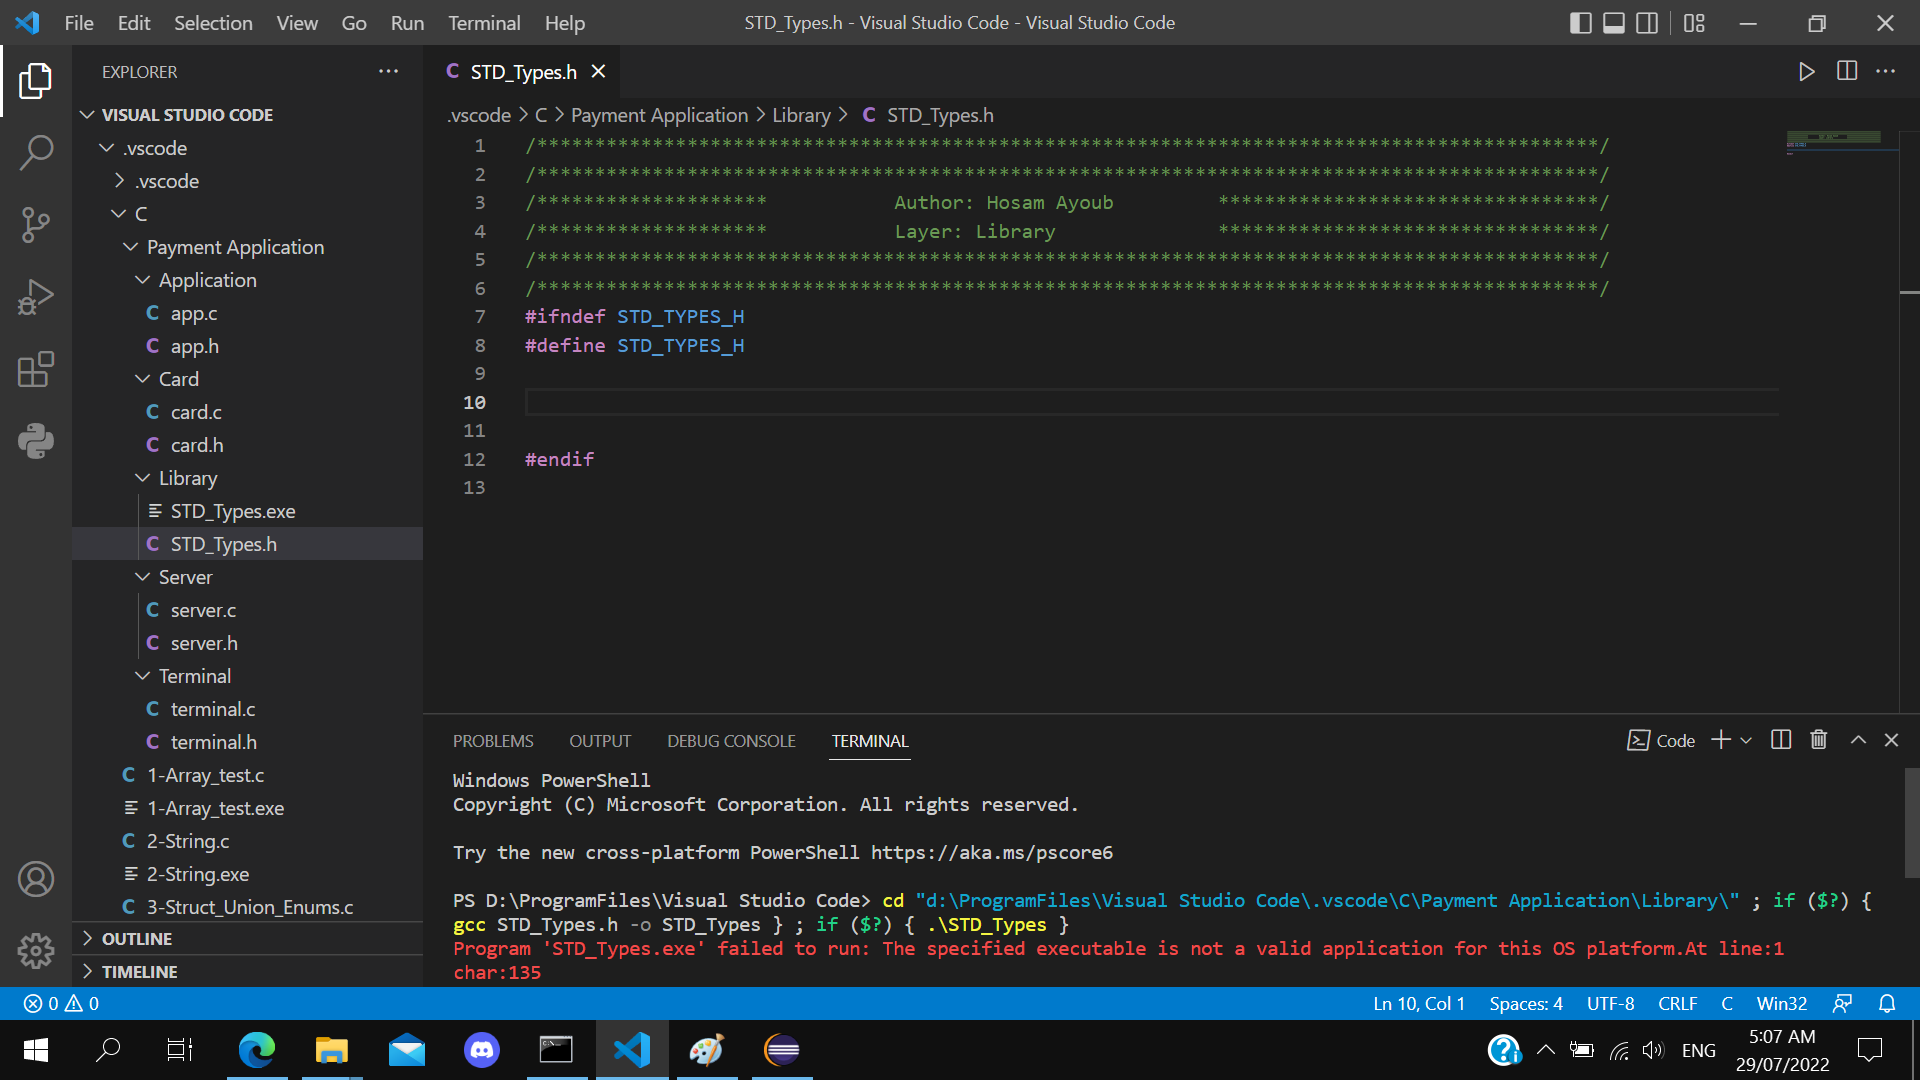 File Edit Selection View Go Run Terminal Help
STD_Types.h - Visual Studio Code - Visual Studio Code
EXPLORER
VISUAL STUDIO CODE
.vscode
.vscode
C
Payment Application
Application
C app.c
C app.h
Card
C card.c
C card.h
Library
STD_Types.exe
C STD_Types.h
Server
C server.c
C server.h
Terminal
C terminal.c
C terminal.h
C 1-Array_test.c
1-Array_test.exe
C 2-String.c
2-String.exe
C 3-Struct_Union_Enums.c
OUTLINE
TIMELINE
C STD_Types.h
.vscode > C > Payment Application > Library > C STD_Types.h
1 /********************************************************************************************/
2 /********************************************************************************************/
3 /******************** Author: Hosam Ayoub *********************************/
4 /******************** Layer: Library *********************************/
5 /********************************************************************************************/
6 /********************************************************************************************/
7 #ifndef STD_TYPES_H
8 #define STD_TYPES_H
9
10
11
12 #endif
13
PROBLEMS OUTPUT DEBUG CONSOLE TERMINAL
Code
Windows PowerShell
Copyright (C) Microsoft Corporation. All rights reserved.
Try the new cross-platform PowerShell https://aka.ms/pscore6
PS D:\ProgramFiles\Visual Studio Code> cd "d:\ProgramFiles\Visual Studio Code\.vscode\C\Payment Application\Library\" ; if ($?) {
gcc STD_Types.h -o STD_Types } ; if ($?) { .\STD_Types }
Program 'STD_Types.exe' failed to run: The specified executable is not a valid application for this OS platform.At line:1
char:135
0 0
Ln 10, Col 1 Spaces: 4 UTF-8 CRLF C Win32
ENG
5:07 AM
29/07/2022